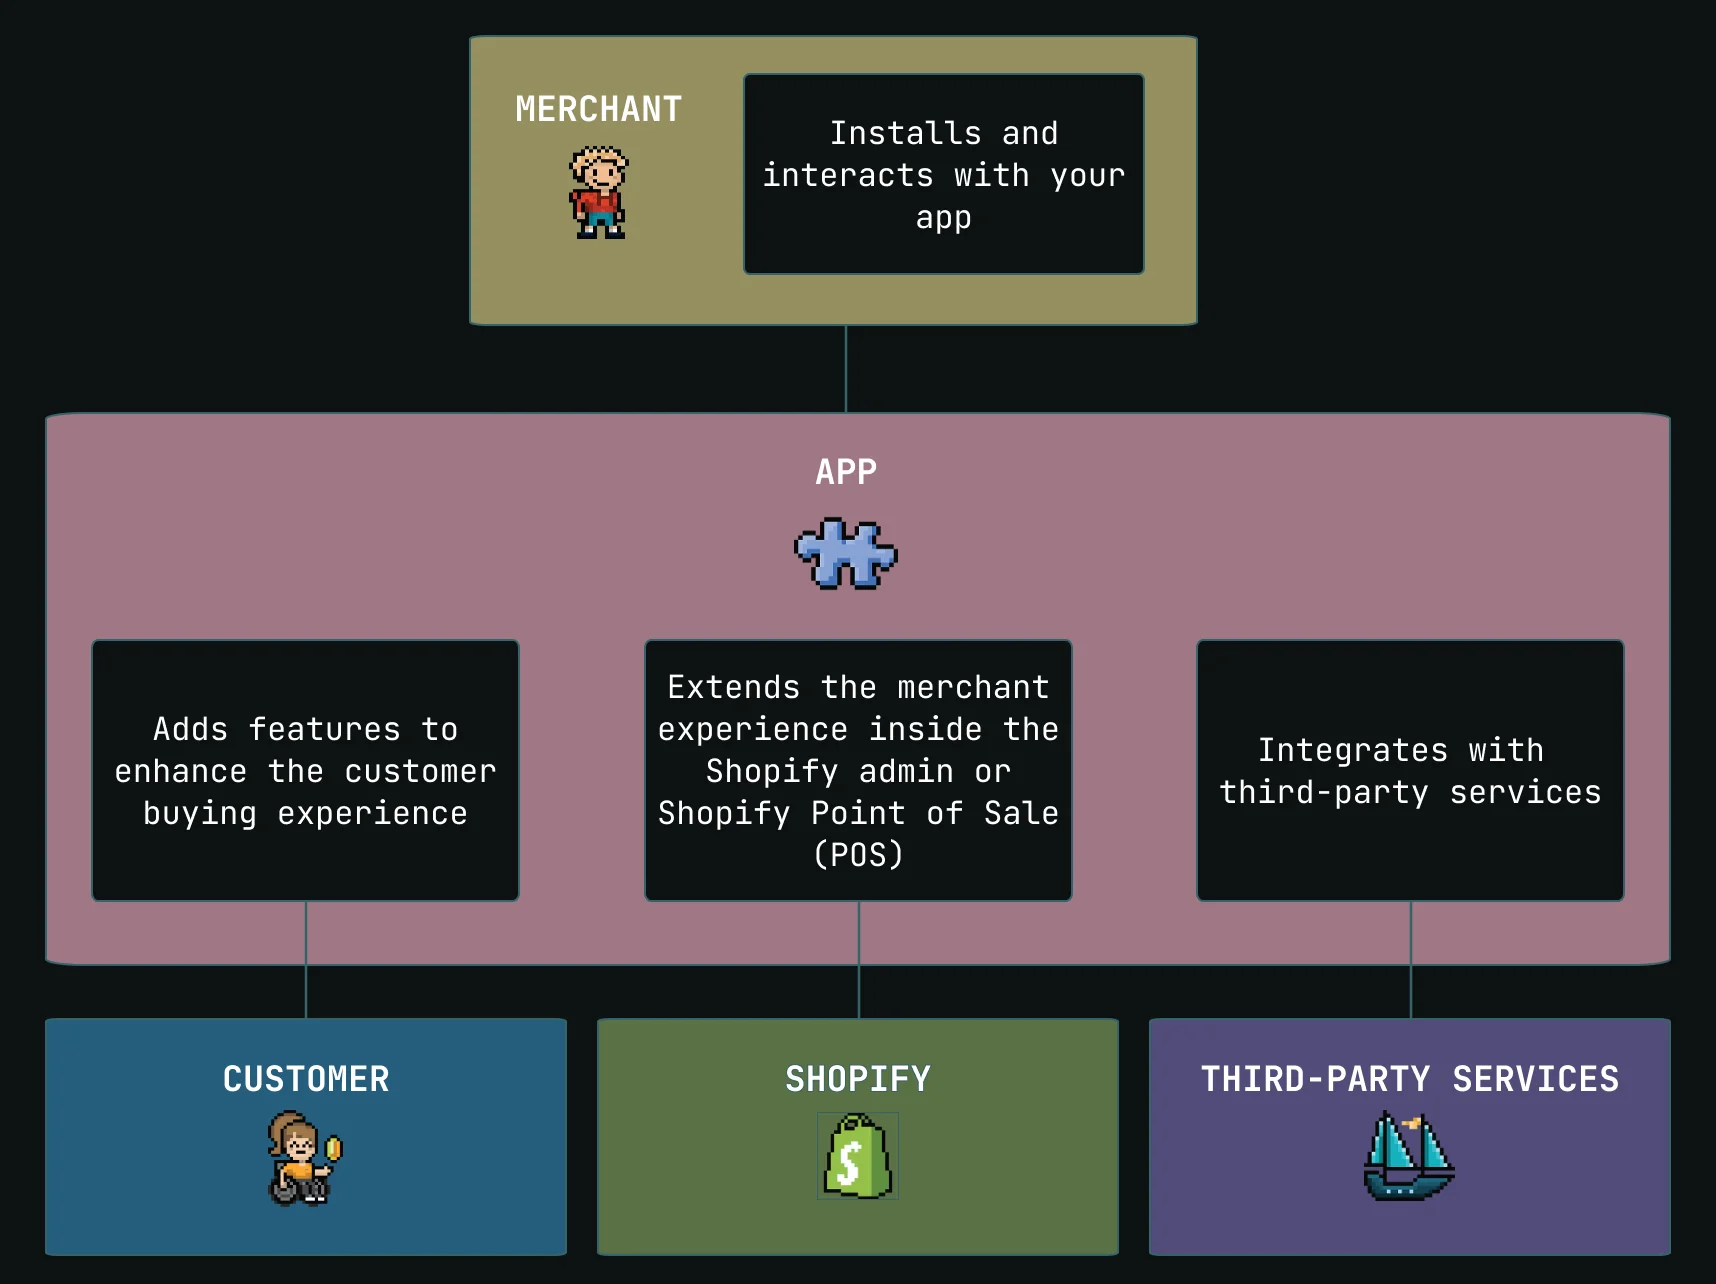 MERCHANT
Installs and
interacts with your
app
APP
Adds features to
enhance the customer
buying experience
Extends the merchant
experience inside the
Shopify admin or
Shopify Point of Sale
(POS)
Integrates with
third-party services
CUSTOMER
SHOPIFY
S
THIRD-PARTY SERVICES